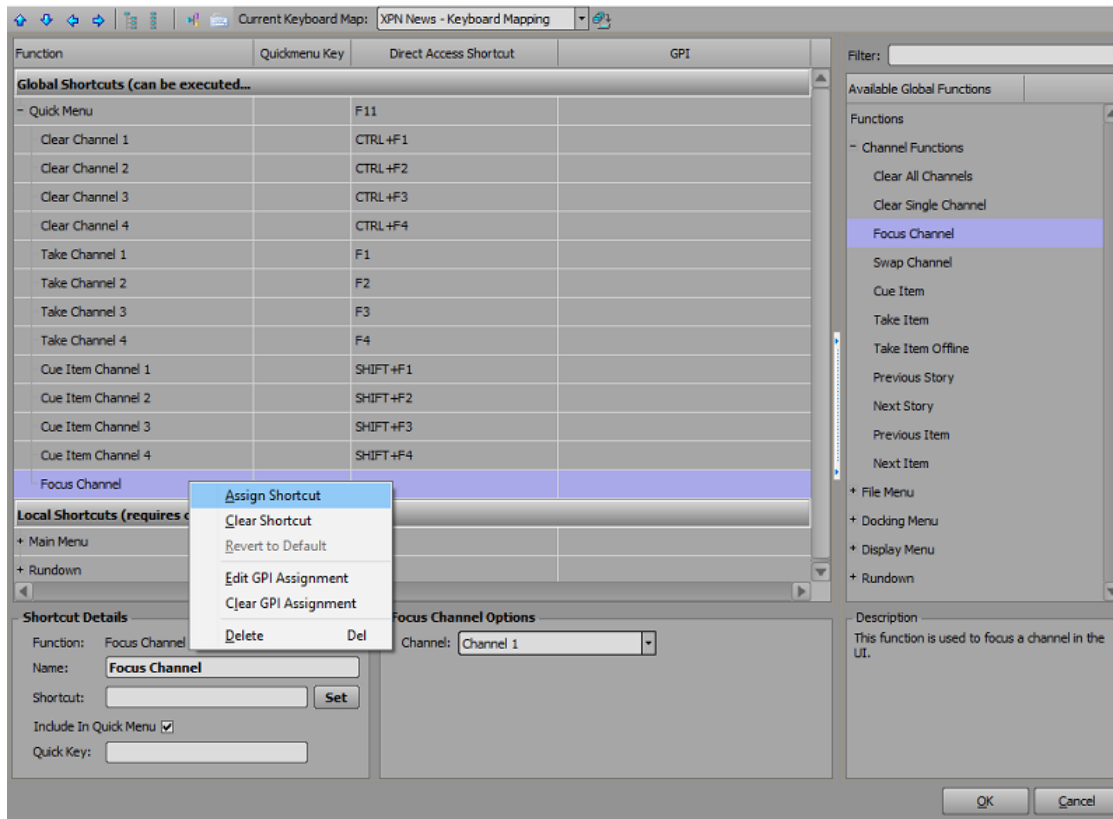 Current Keyboard Map: XPN News - Keyboard Mapping
Function Quickmenu Key Direct Access Shortcut GPI
Global Shortcuts (can be executed...
- Quick Menu F11
Clear Channel 1 CTRL+F1
Clear Channel 2 CTRL+F2
Clear Channel 3 CTRL+F3
Clear Channel 4 CTRL+F4
Take Channel 1 F1
Take Channel 2 F2
Take Channel 3 F3
Take Channel 4 F4
Cue Item Channel 1 SHIFT+F1
Cue Item Channel 2 SHIFT+F2
Cue Item Channel 3 SHIFT+F3
Cue Item Channel 4 SHIFT+F4
Focus Channel
Local Shortcuts (requires
+ Main Menu
+ Rundown
Assign Shortcut
Clear Shortcut
Revert to Default
Edit GPI Assignment
Clear GPI Assignment
Delete Del
Filter:
Available Global Functions
Functions
- Channel Functions
Clear All Channels
Clear Single Channel
Focus Channel
Swap Channel
Cue Item
Take Item
Take Item Offline
Previous Story
Next Story
Previous Item
Next Item
+ File Menu
+ Docking Menu
+ Display Menu
+ Rundown
Shortcut Details
Function: Focus Channel
Name: Focus Channel
Shortcut: Set
Include In Quick Menu
Quick Key:
Focus Channel Options
Channel: Channel 1
Description
This function is used to focus a channel in the
UI.
OK Cancel